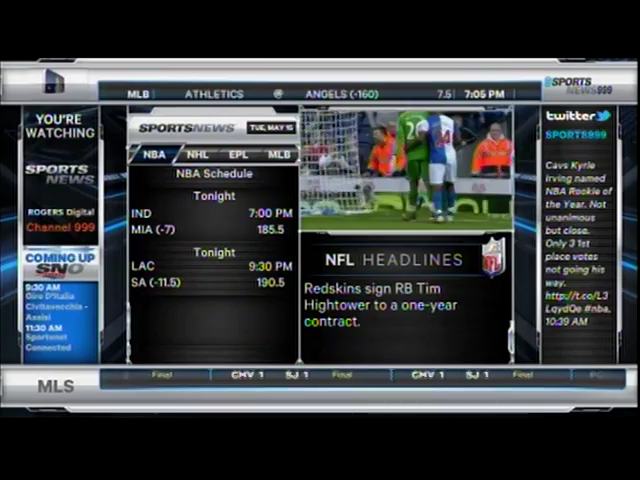 MLB ATHLETICS @ ANGELS (-160) 7.5 7:05 PM
SPORTS NEWS 999
YOU'RE WATCHING
SPORTS NEWS
ROGERS Digital
Channel 999
COMING UP
SNO
9:30 AM
Giro D'Italia
Civitavecchia -
Assisi
11:30 AM
Sportsnet
Connected
SPORTSNEWS TUE, MAY 15
NBA NHL EPL MLB
NBA Schedule
Tonight
IND 7:00 PM
MIA (-7) 185.5
Tonight
LAC 9:30 PM
SA (-11.5) 190.5
NFL HEADLINES
NFL
Redskins sign RB Tim
Hightower to a one-year
contract.
twitter
SPORTS999
Cavs Kyrie
Irving named
NBA Rookie of
the Year. Not
unanimous
but close.
Only 3 1st
place votes
not going his
way.
http://t.co/L3
LqydQe #nba,
10:39 AM
MLS
Final CHV 1 SJ 1 Final CHV 1 SJ 1 Final